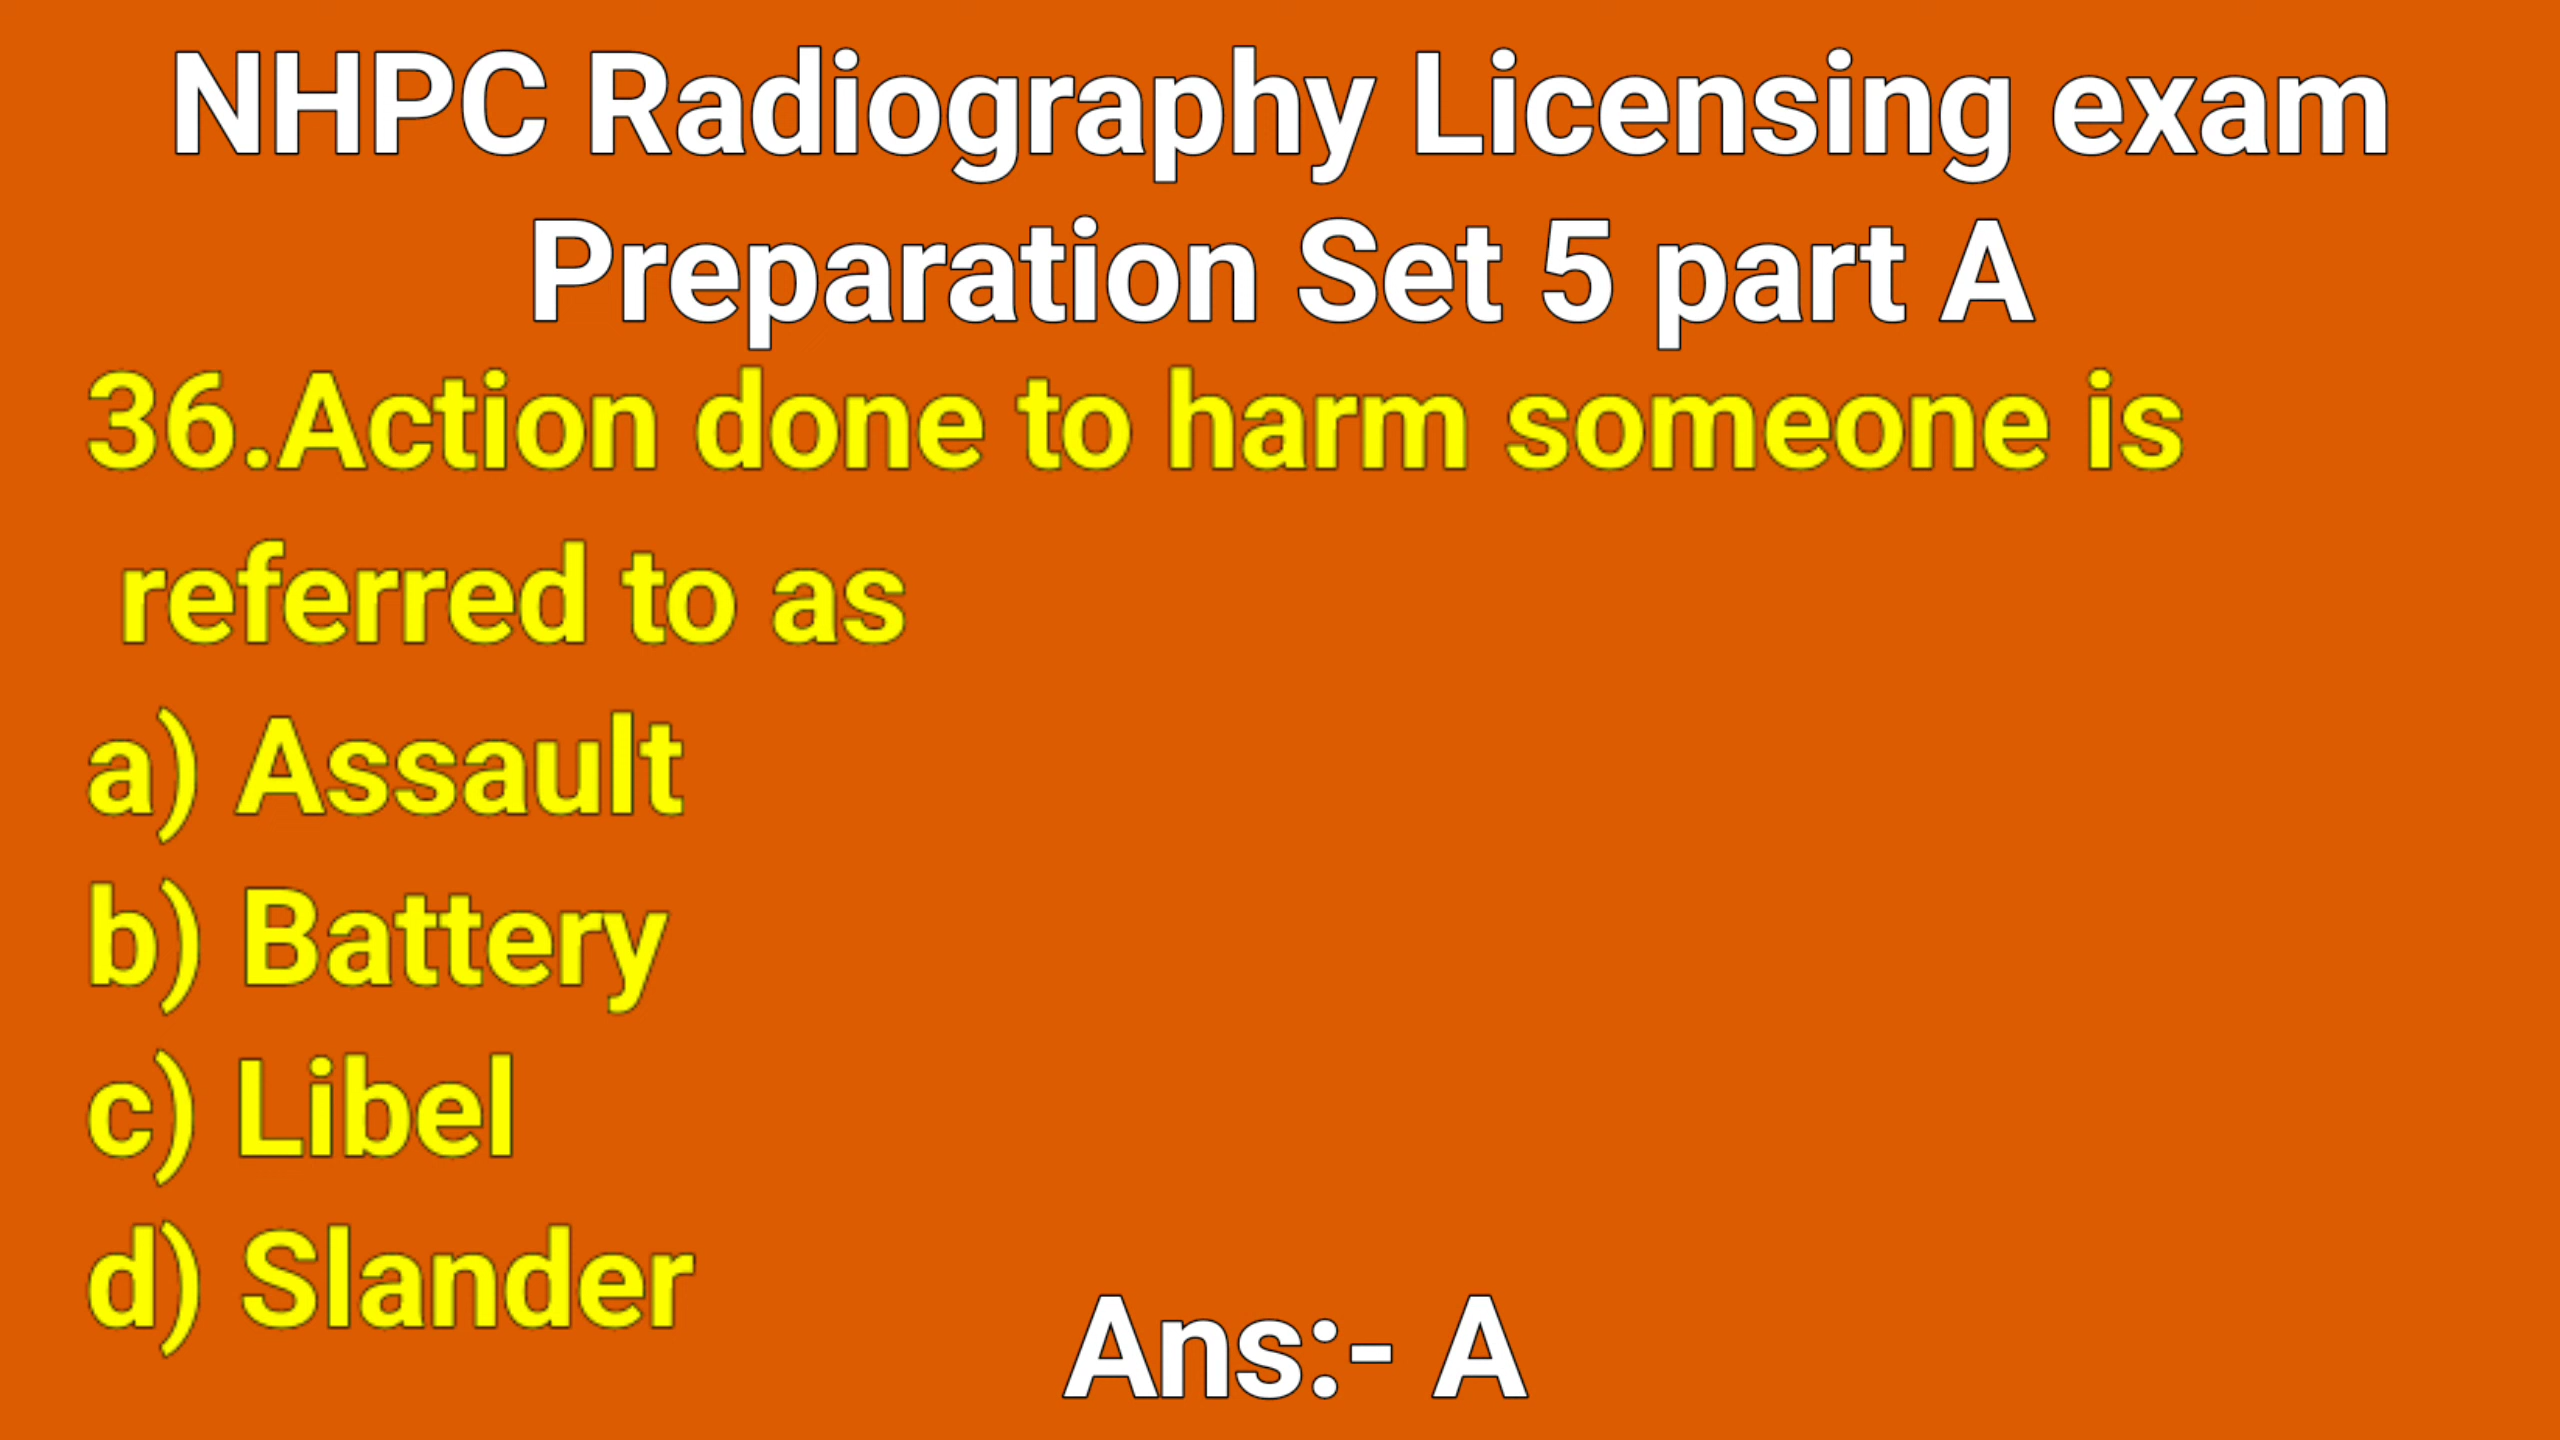 NHPC Radiography Licensing exam
Preparation Set 5 part A
36.Action done to harm someone is
referred to as
a) Assault
b) Battery
c) Libel
d) Slander
Ans:- A